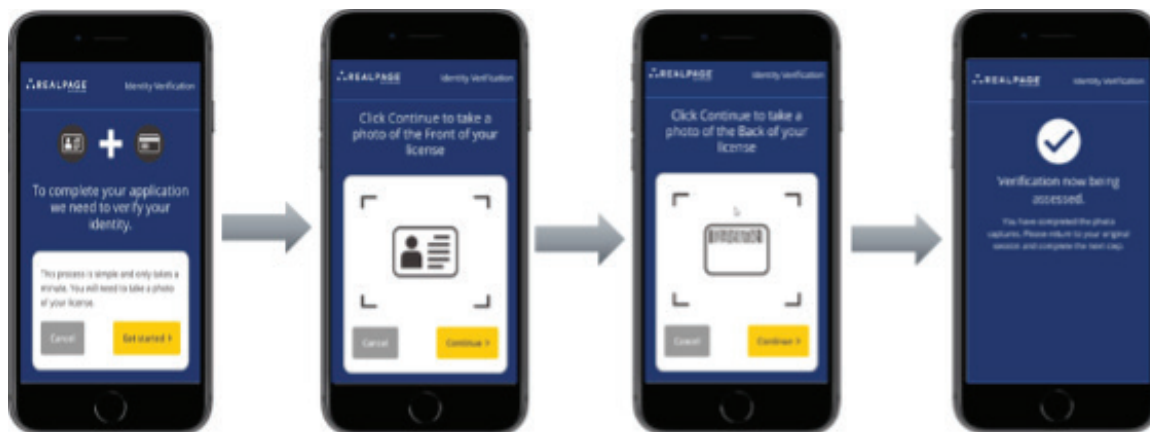 REALPAGE
Identity Verification
To complete your application
we need to verify your
identity.
This process is simple and only takes a
minute. You will need to take a photo
of your license.
Cancel
Get started >
REALPAGE
Identity Verification
Click Continue to take a
photo of the Front of your
license
Cancel
Continue >
REALPAGE
Identity Verification
Click Continue to take a
photo of the Back of your
license
Cancel
Continue >
REALPAGE
Identity Verification
Verification now being
assessed.
You have completed the photo
captures. Please return to your original
session and complete the next step.